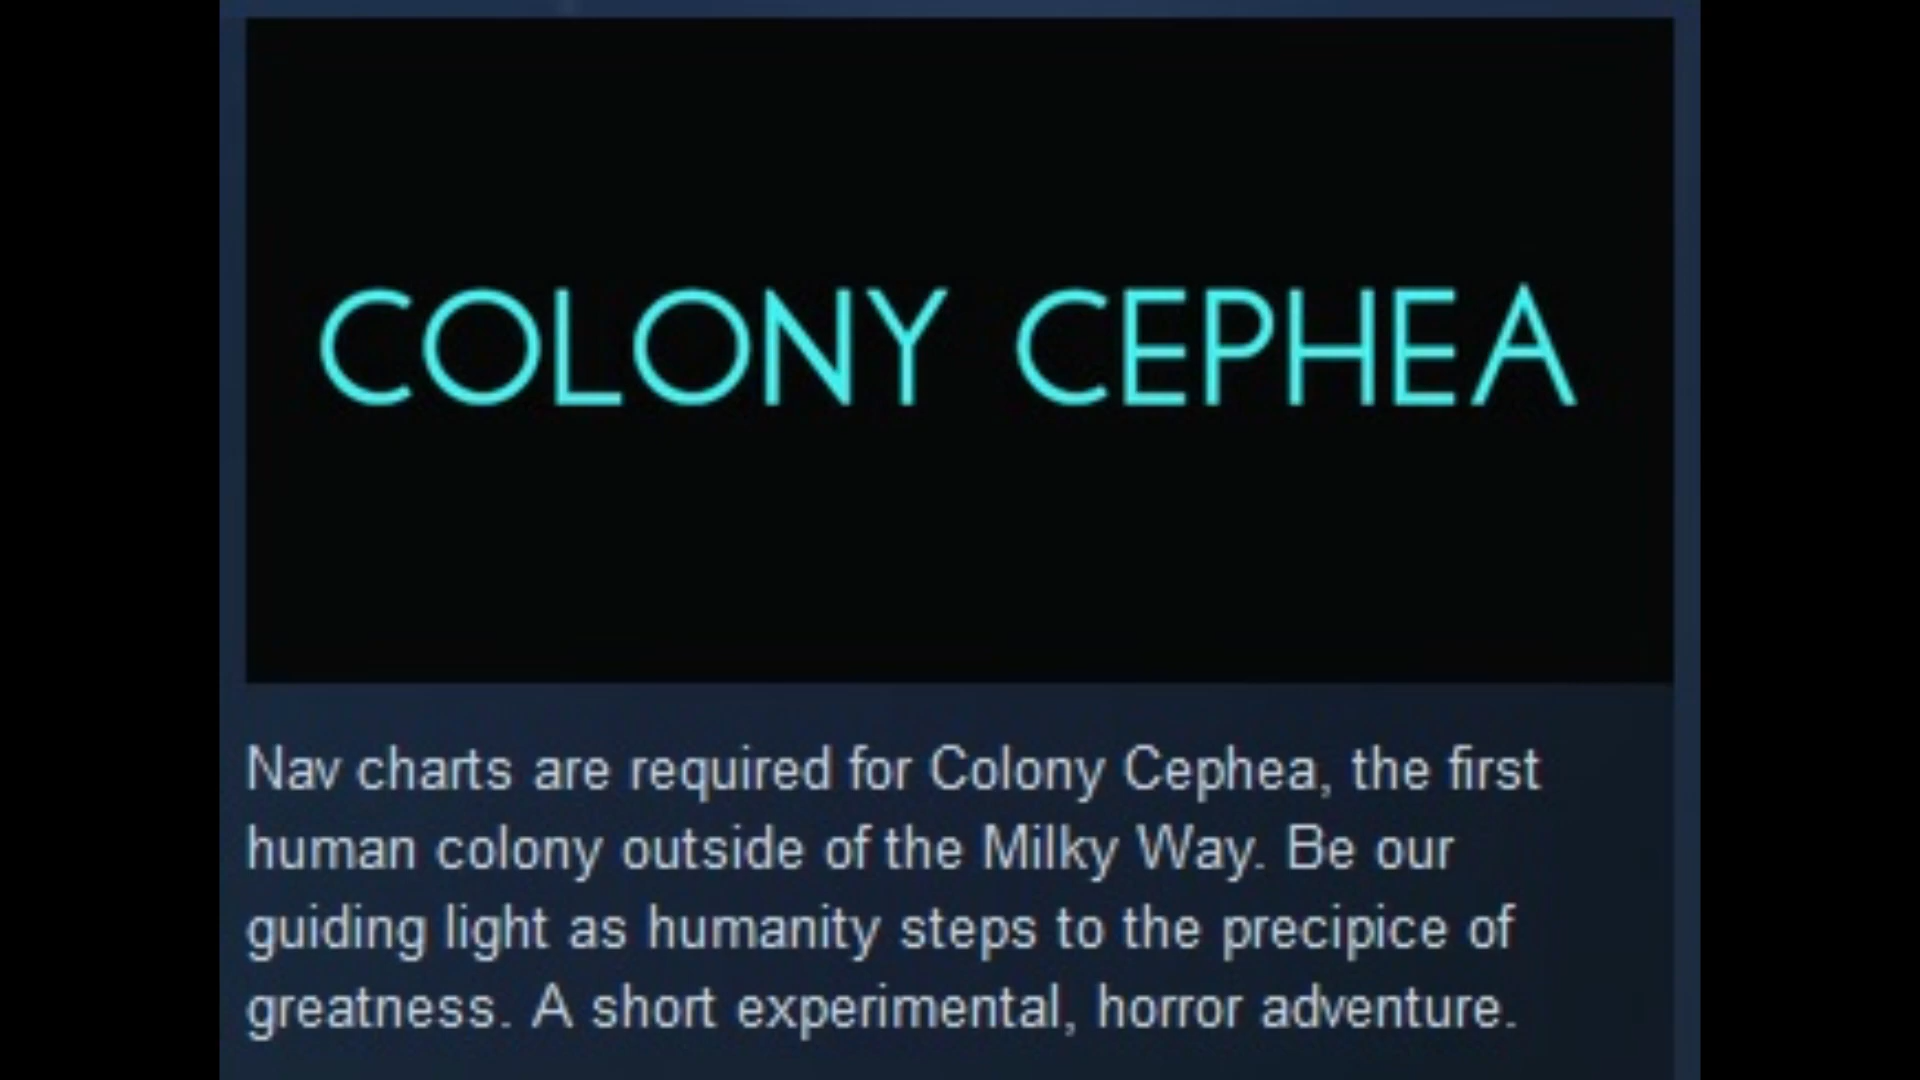 COLONY CEPHEA
Nav charts are required for Colony Cephea, the first
human colony outside of the Milky Way. Be our
guiding light as humanity steps to the precipice of
greatness. A short experimental, horror adventure.